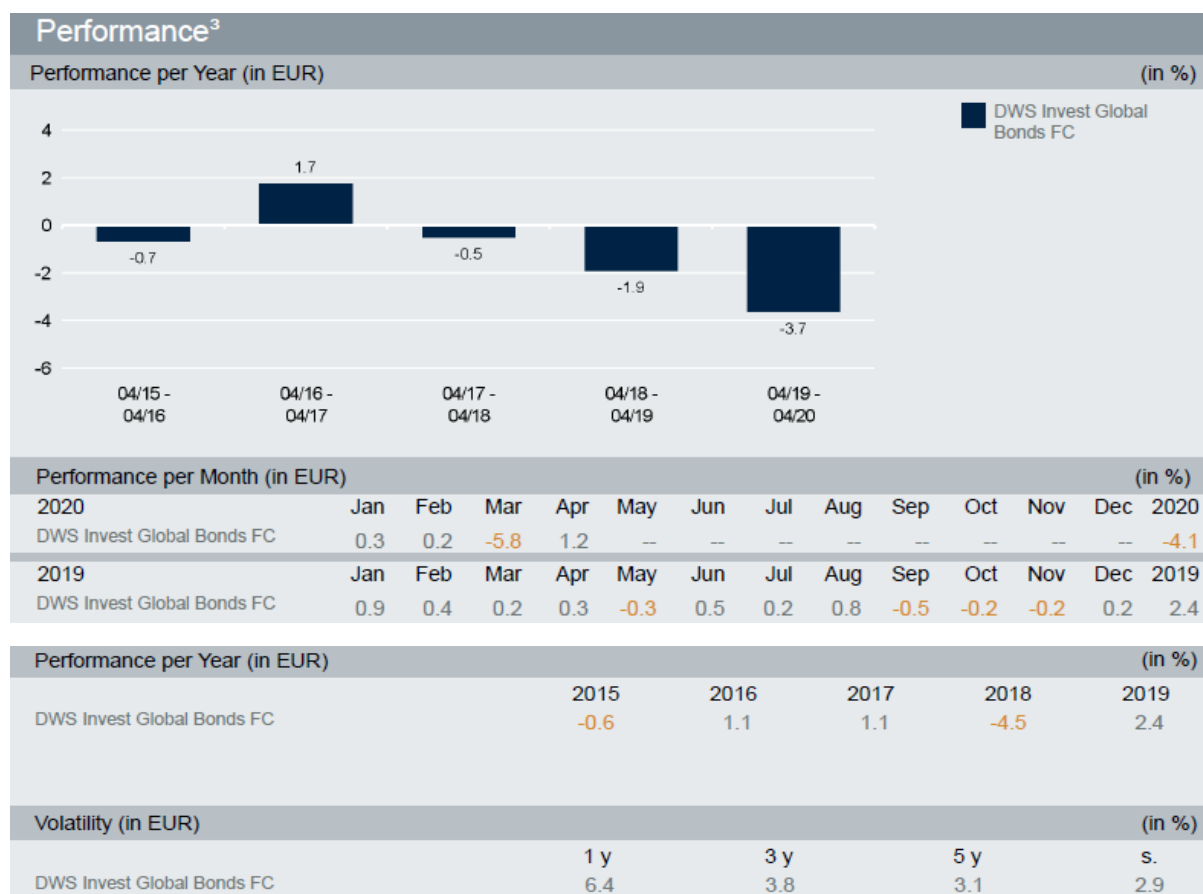 Performance³
Performance per Year (in EUR) (in %)
DWS Invest Global
Bonds FC
4
2
0
-2
-4
-6
-0.7
1.7
-0.5
-1.9
-3.7
04/15 - 04/16 - 04/17 - 04/18 - 04/19 -
04/16 04/17 04/18 04/19 04/20
Performance per Month (in EUR) (in %)
2020 Jan Feb Mar Apr May Jun Jul Aug Sep Oct Nov Dec 2020
DWS Invest Global Bonds FC 0.3 0.2 -5.8 1.2 -- -- -- -- -- -- -- -- -4.1
2019 Jan Feb Mar Apr May Jun Jul Aug Sep Oct Nov Dec 2019
DWS Invest Global Bonds FC 0.9 0.4 0.2 0.3 -0.3 0.5 0.2 0.8 -0.5 -0.2 -0.2 0.2 2.4
Performance per Year (in EUR) (in %)
2015 2016 2017 2018 2019
DWS Invest Global Bonds FC -0.6 1.1 1.1 -4.5 2.4
Volatility (in EUR) (in %)
1 y 3 y 5 y s.
DWS Invest Global Bonds FC 6.4 3.8 3.1 2.9